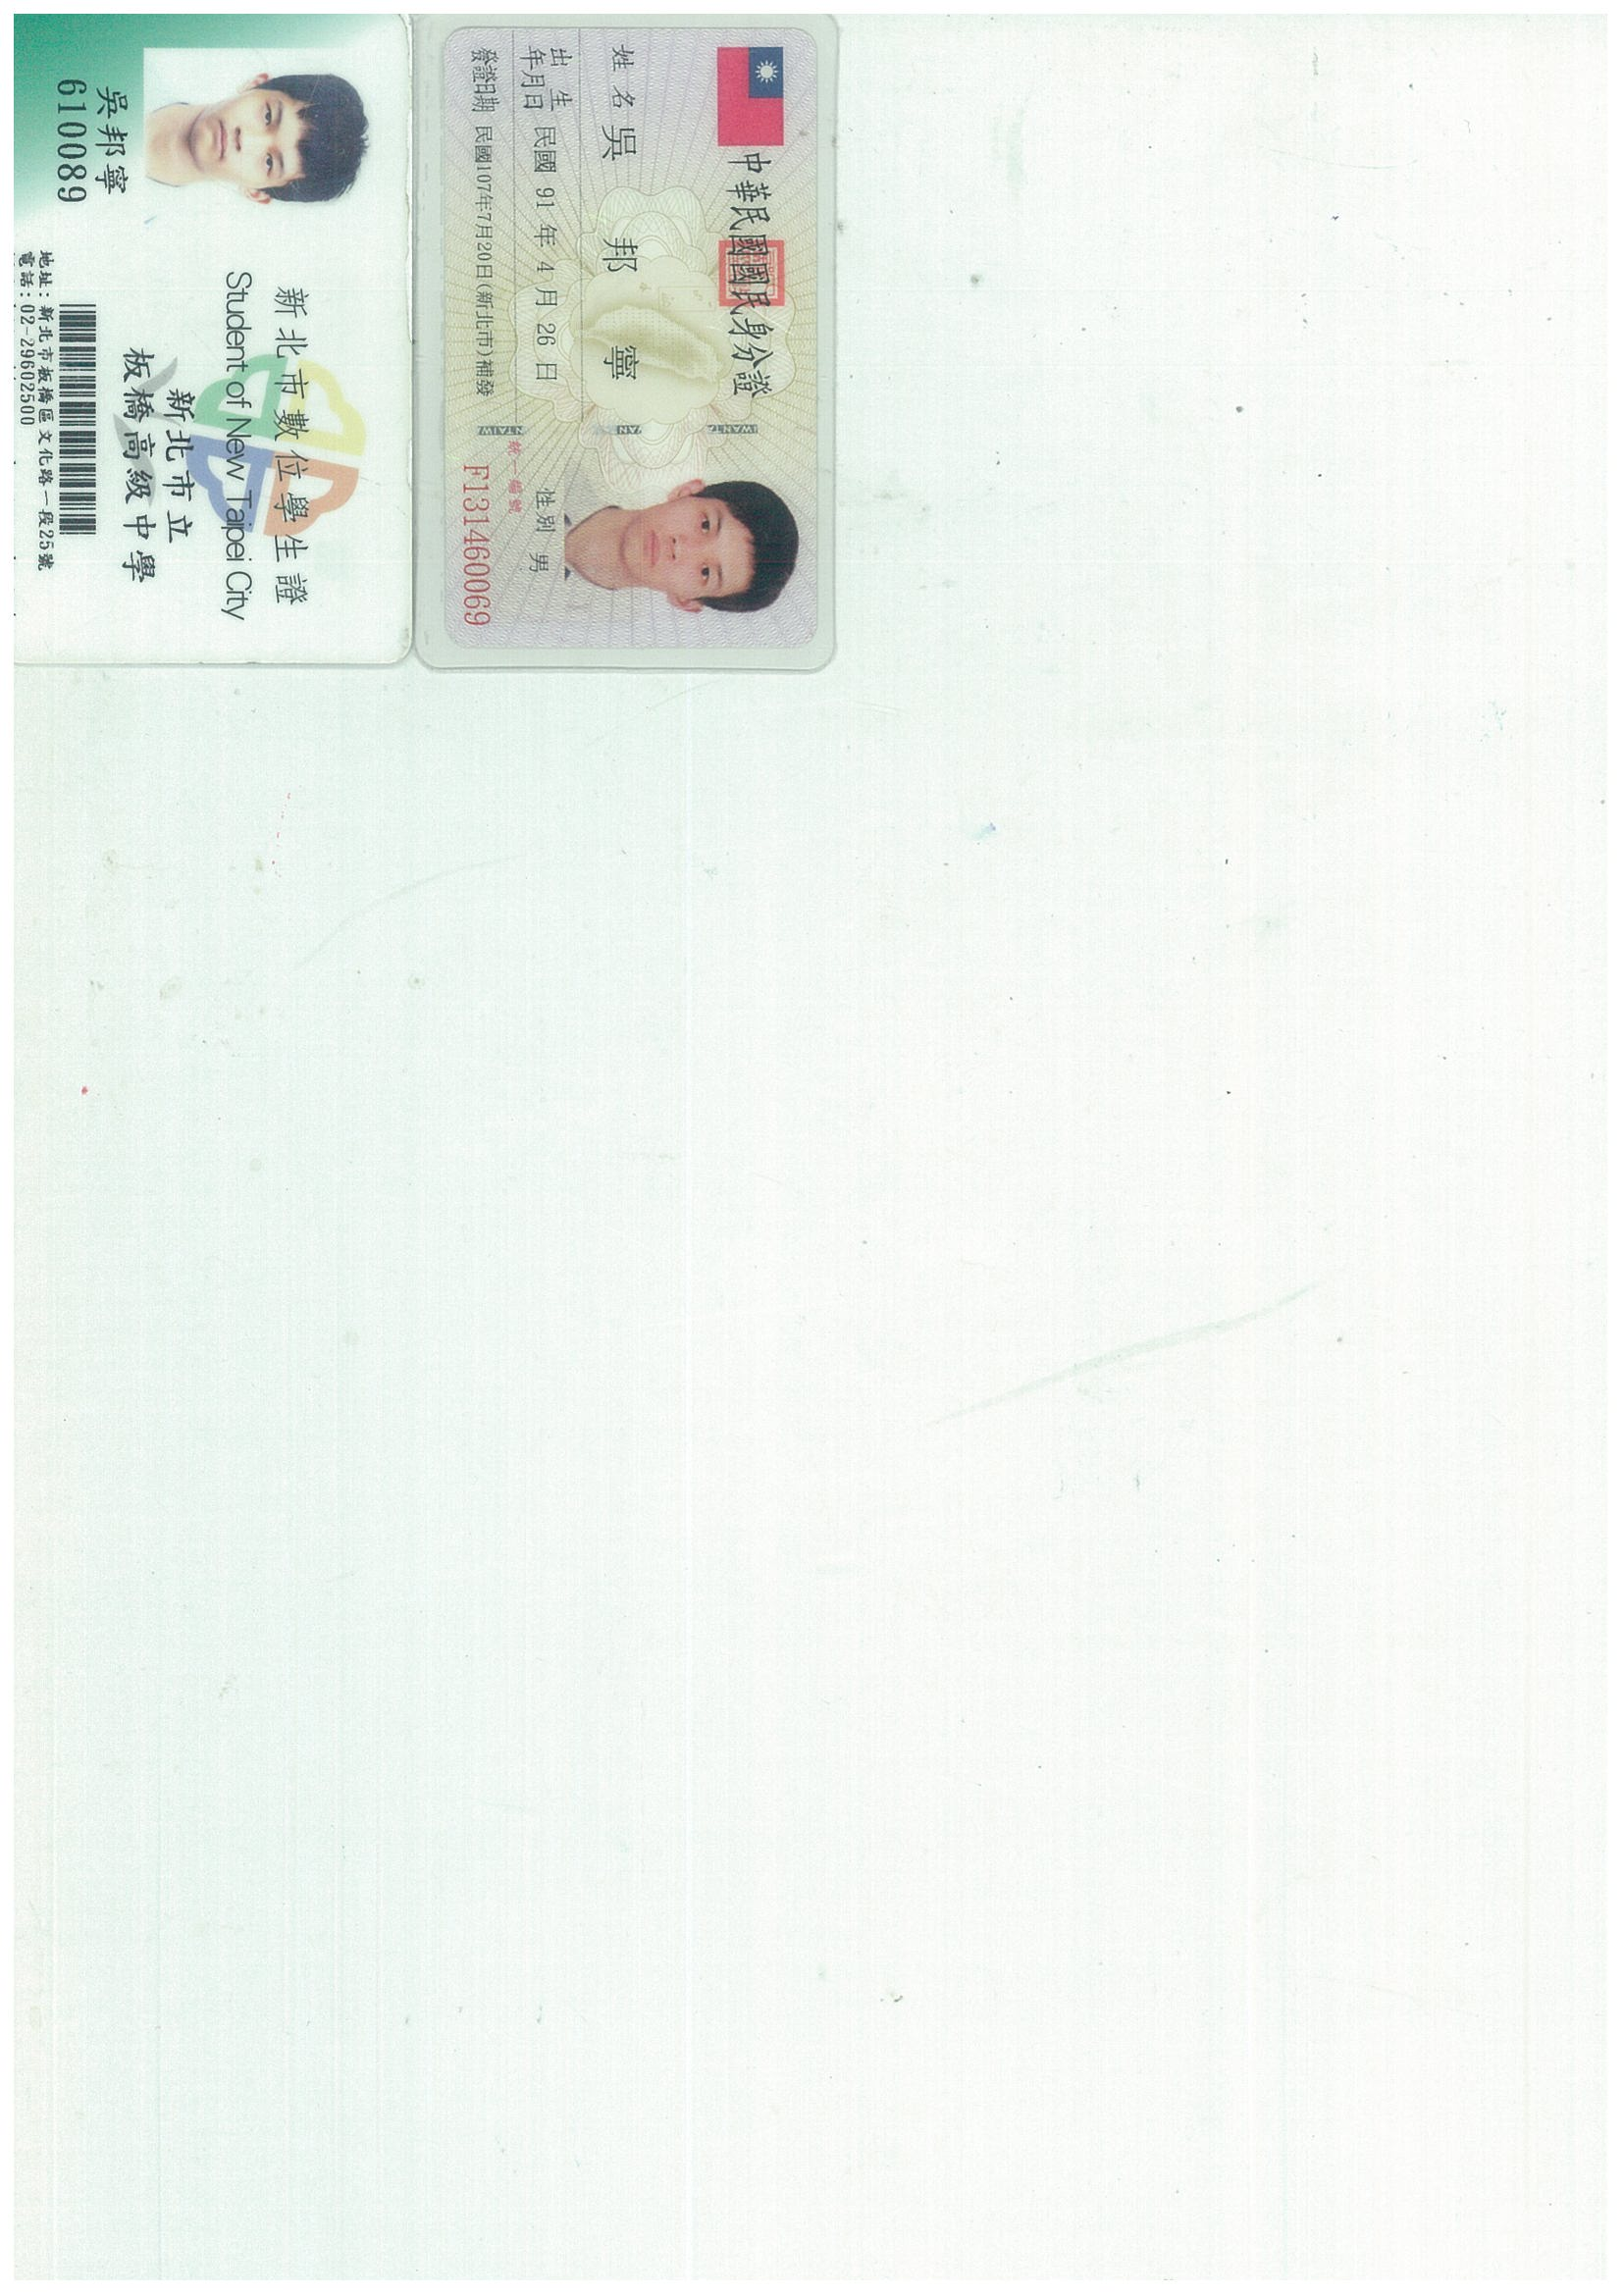 中華民國國民身分證
姓名 吳邦寧
出生年月日 民國 91 年 4 月 26 日
性別 男
發證日期 民國107年7月20日(新北市)補發
統一編號
F131460069
新北市數位學生證
Student of New Taipei City
新北市立
板橋高級中學
吳邦寧
610089
地址：新北市板橋區文化路一段25號
電話：02-29602500